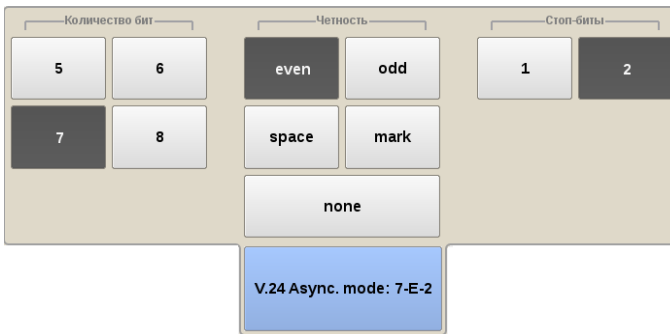 Количество бит Четность Стоп-биты
5 6 even odd 1 2
7 8 space mark
none
V.24 Async. mode: 7-E-2